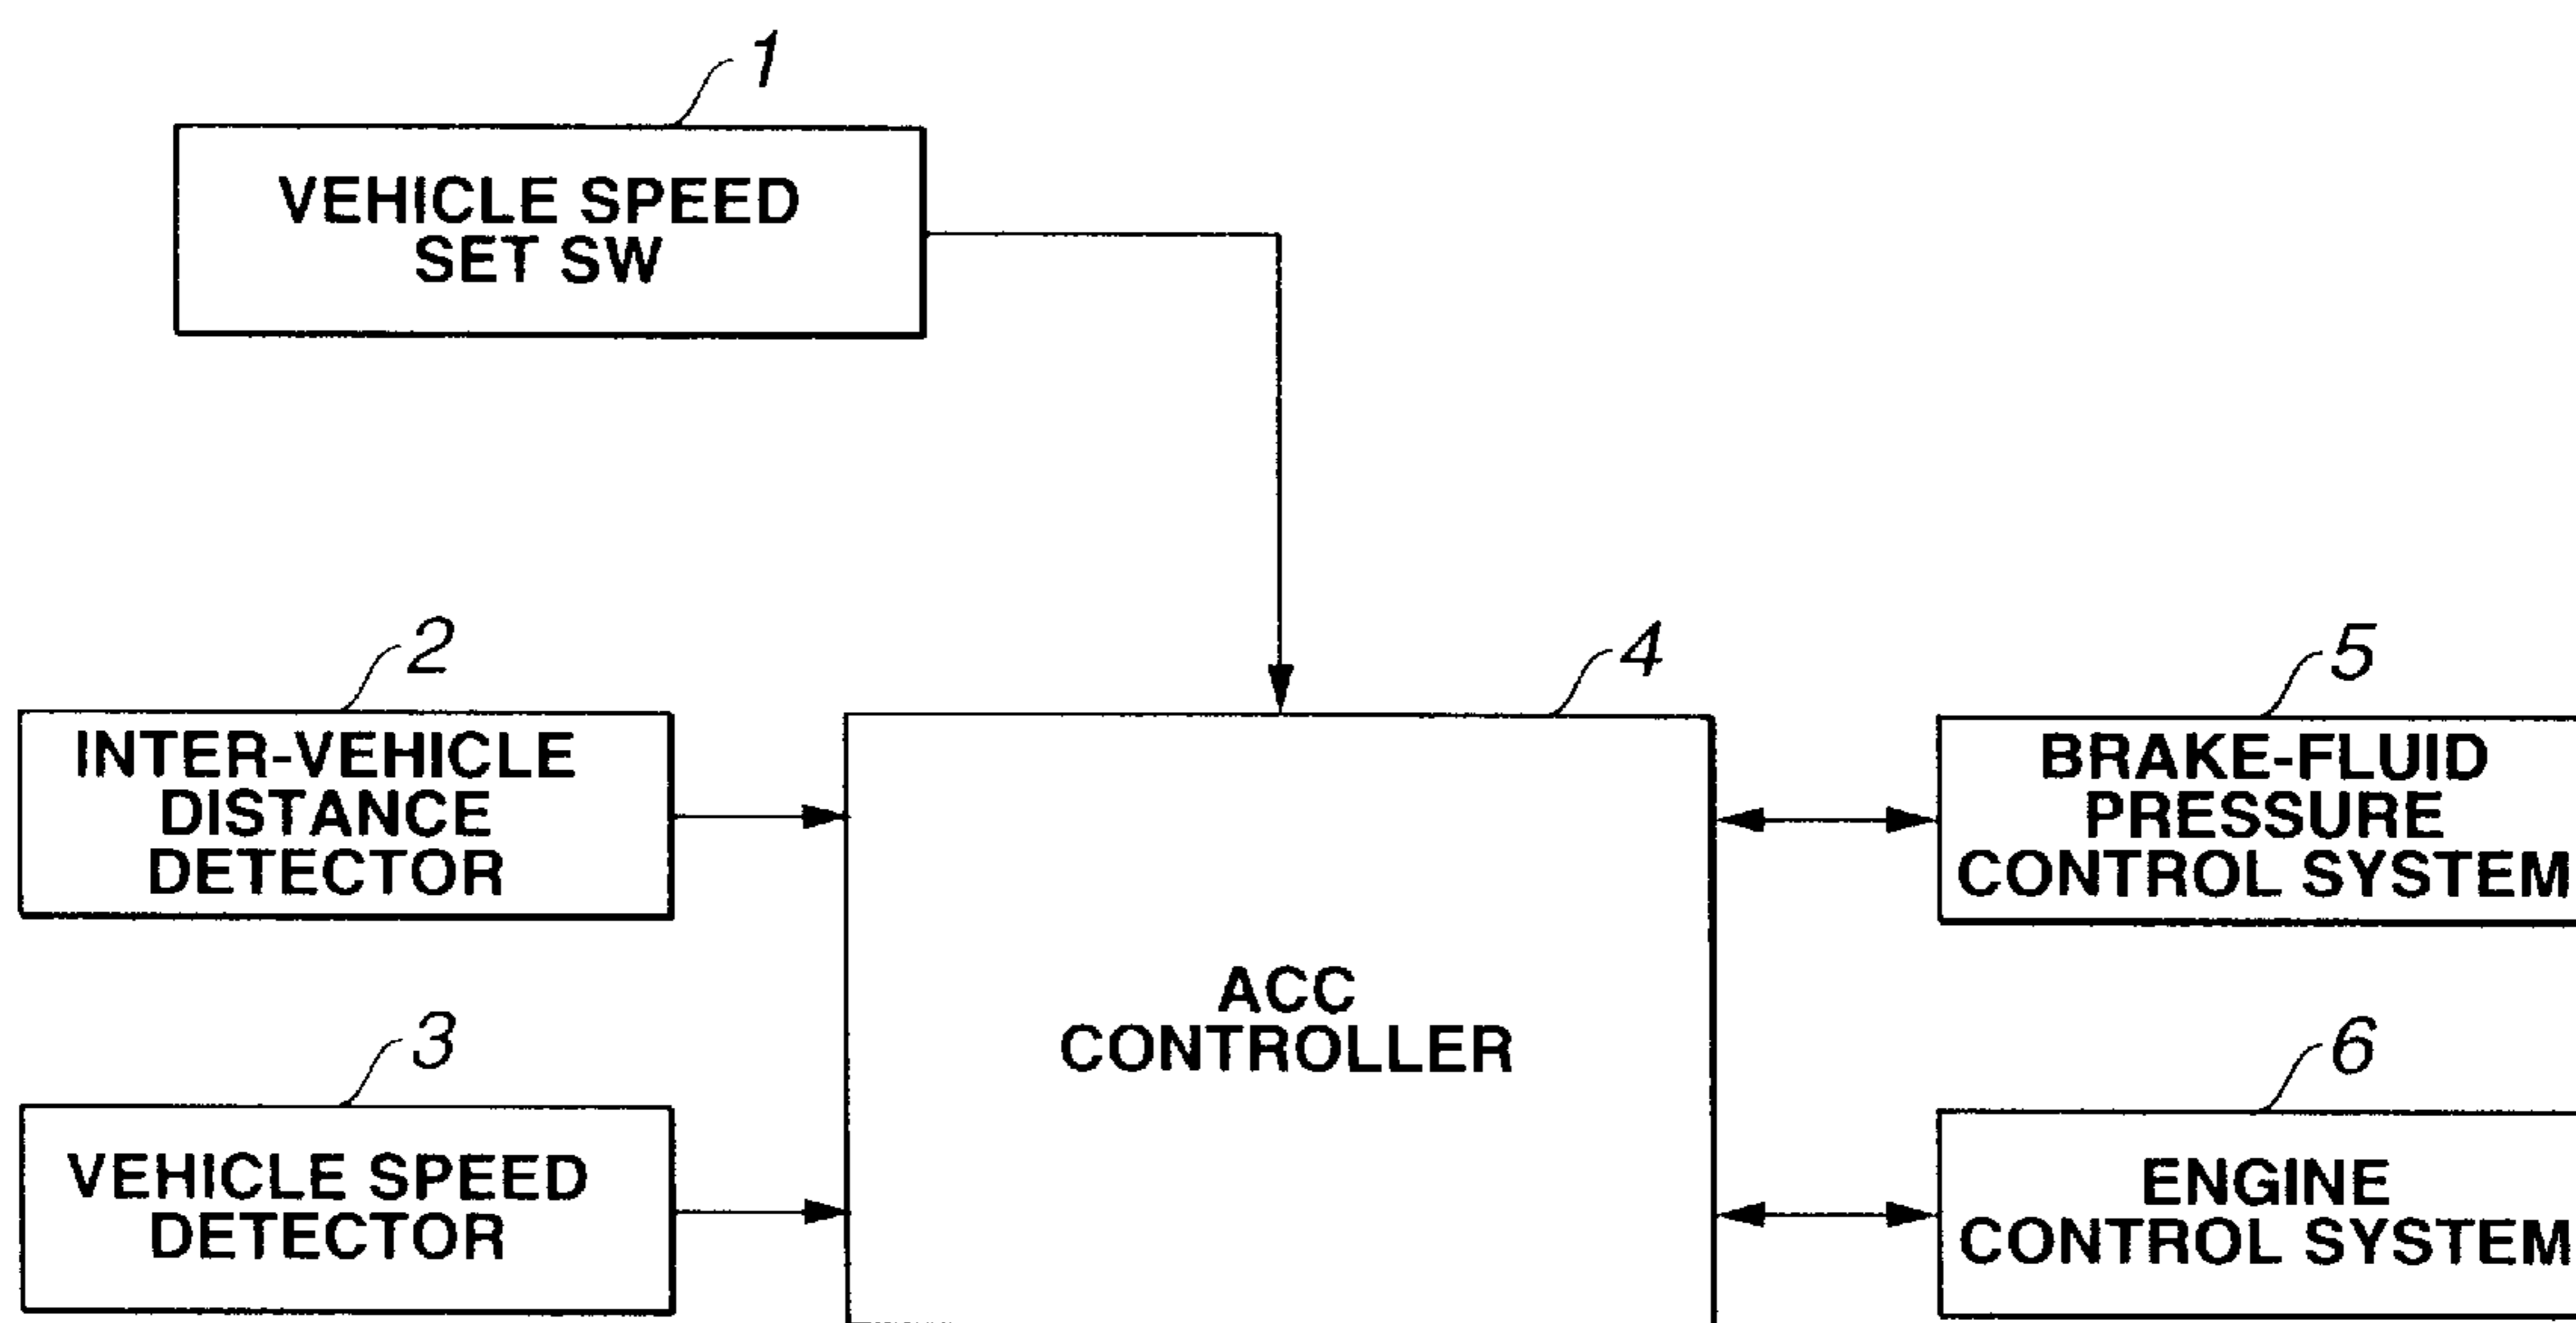 1
VEHICLE SPEED
SET SW
2
INTER-VEHICLE
DISTANCE
DETECTOR
3
VEHICLE SPEED
DETECTOR
4
ACC
CONTROLLER
5
BRAKE-FLUID
PRESSURE
CONTROL SYSTEM
6
ENGINE
CONTROL SYSTEM